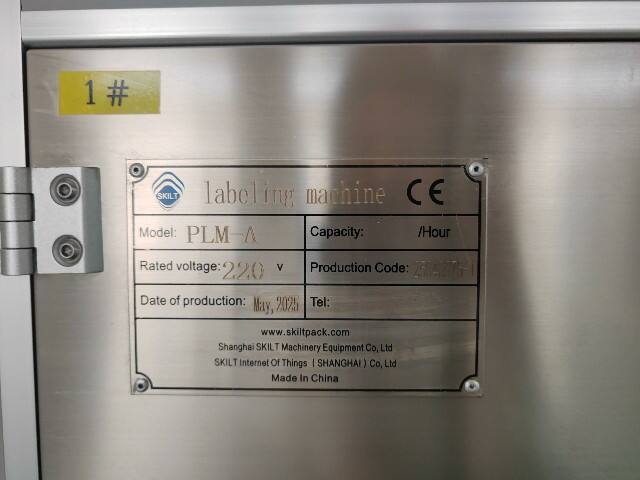 1#
SKILT labeling machine CE
Model: PLM-A Capacity: /Hour
Rated voltage: 220 V Production Code:
Date of production: May, 2025 Tel:
www.skiltpack.com
Shanghai SKILT Machinery Equipment Co, Ltd
SKILT Internet Of Things ( SHANGHAI ) Co, Ltd
Made In China